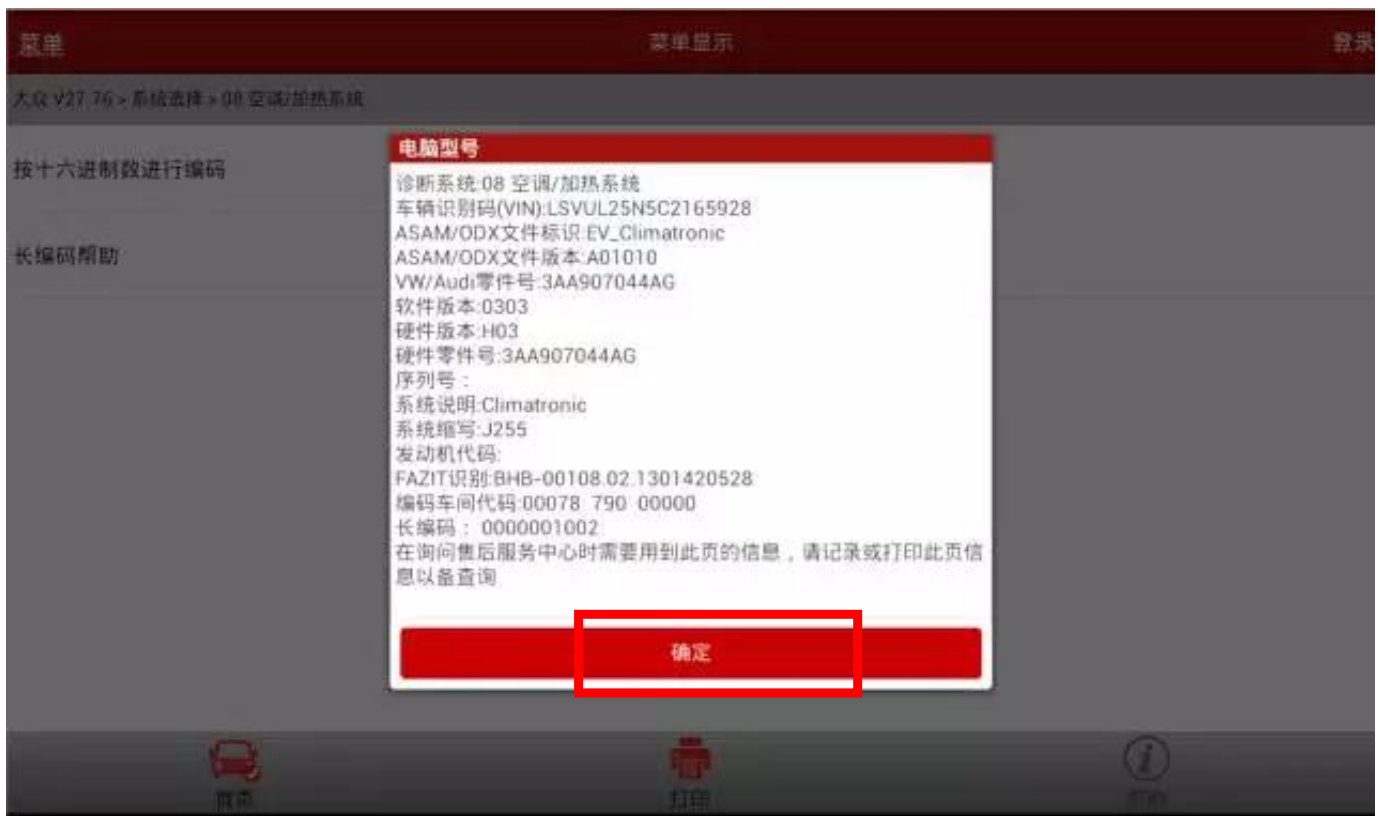 菜单
菜单显示
登录
大众 V27.76 > 系统选择 > 08 空调/加热系统
按十六进制数进行编码
长编码帮助
电脑型号
诊断系统:08 空调/加热系统
车辆识别码(VIN):LSVUL25N5C2165928
ASAM/ODX文件标识:EV_Climatronic
ASAM/ODX文件版本:A01010
VW/Audi零件号:3AA907044AG
软件版本:0303
硬件版本:H03
硬件零件号:3AA907044AG
序列号：
系统说明:Climatronic
系统缩写:J255
发动机代码:
FAZIT识别:BHB-00108.02.1301420528
编码车间代码:00078 790 00000
长编码： 0000001002
在询问售后服务中心时需要用到此页的信息，请记录或打印此页信
息以备查询
确定
打印